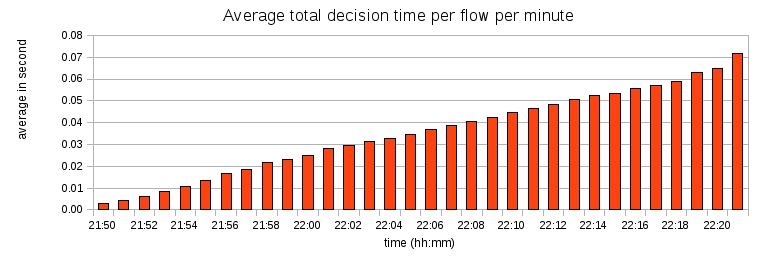 Average total decision time per flow per minute
average in second
0.08
0.07
0.06
0.05
0.04
0.03
0.02
0.01
0.00
21:50 21:52 21:54 21:56 21:58 22:00 22:02 22:04 22:06 22:08 22:10 22:12 22:14 22:16 22:18 22:20
time (hh:mm)